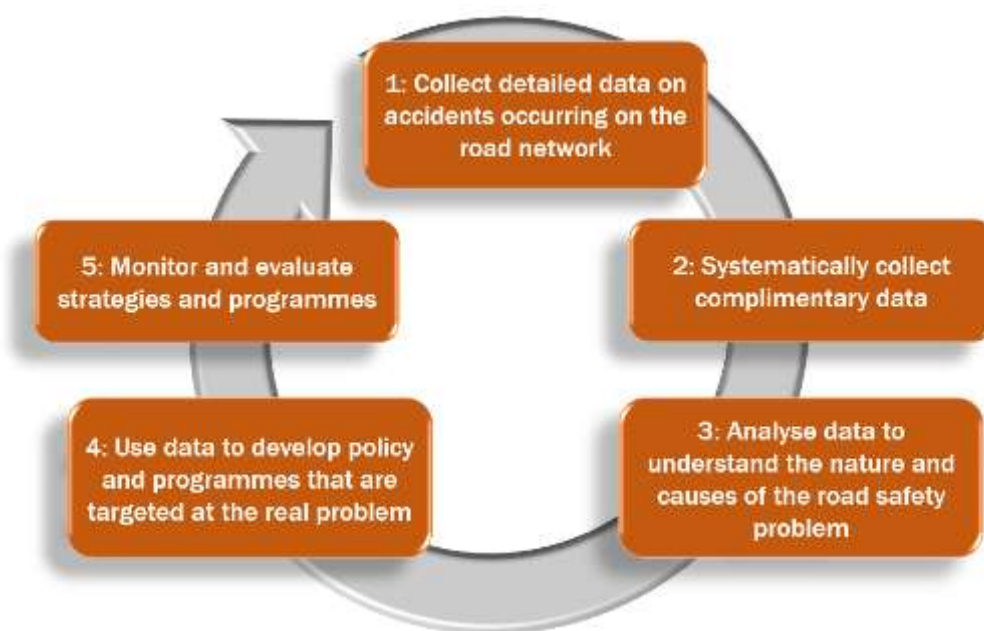 1: Collect detailed data on
accidents occurring on the
road network
2: Systematically collect
complimentary data
3: Analyse data to
understand the nature and
causes of the road safety
problem
4: Use data to develop policy
and programmes that are
targeted at the real problem
5: Monitor and evaluate
strategies and programmes